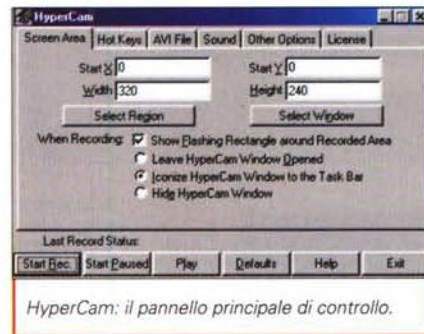 HyperCam
Screen Area Hot Keys AVI File Sound Other Options License
Start X 0 Start Y 0
Width 320 Height 240
Select Region Select Window
When Recording: Show Flashing Rectangle around Recorded Area
Leave HyperCam Window Opened
Iconize HyperCam Window to the Task Bar
Hide HyperCam Window
Last Record Status:
Start Rec. Start Paused Play Defaults Help Exit
HyperCam: il pannello principale di controllo.